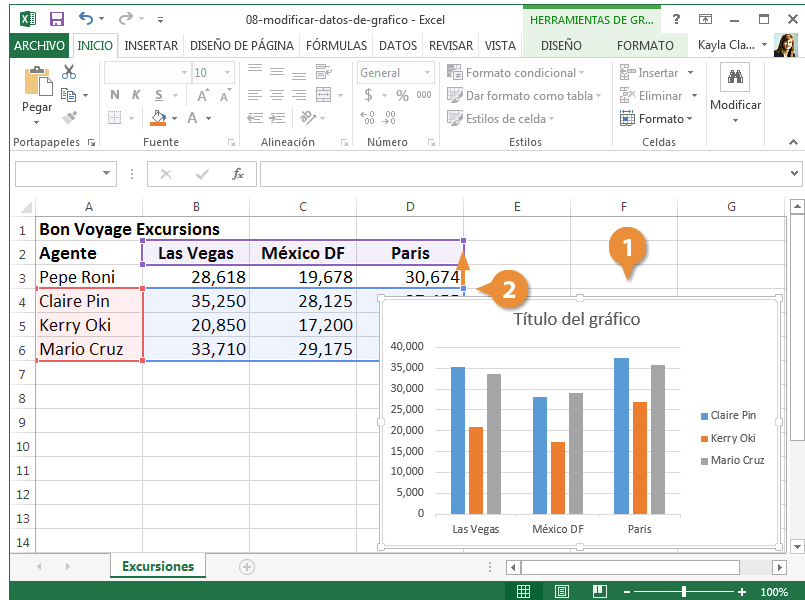 08-modificar-datos-de-grafico - Excel
HERRAMIENTAS DE GR...
?
ARCHIVO INICIO INSERTAR DISEÑO DE PÁGINA FÓRMULAS DATOS REVISAR VISTA DISEÑO FORMATO Kayla Cla...
10 General Formato condicional Insertar
N K S A A $ % 000 Dar formato como tabla Eliminar
Pegar Modificar
A Estilos de celda Formato
Portapapeles Fuente Alineación Número Estilos Celdas
fx
A B C D E F G
1 Bon Voyage Excursions
2 Agente Las Vegas México DF Paris
1
3 Pepe Roni 28,618 19,678 30,674
2
4 Claire Pin 35,250 28,125
5 Kerry Oki 20,850 17,200
6 Mario Cruz 33,710 29,175
7
8
9
10
11
12
13
14
Título del gráfico
40,000
35,000
30,000
25,000
20,000
15,000
10,000
5,000
0
Las Vegas México DF Paris
Claire Pin
Kerry Oki
Mario Cruz
Excursiones
100%